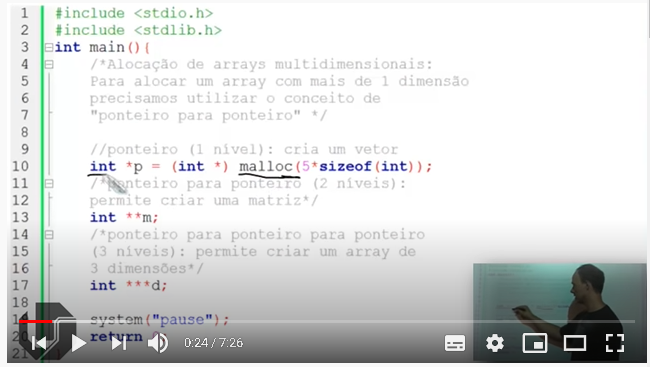 1 #include <stdio.h>
2 #include <stdlib.h>
3 int main(){
4 /*Alocação de arrays multidimensionais:
5 Para alocar um array com mais de 1 dimensão
6 precisamos utilizar o conceito de
7 "ponteiro para ponteiro" */
8
9 //ponteiro (1 nível): cria um vetor
10 int *p = (int *) malloc(5*sizeof(int));
11 /*ponteiro para ponteiro (2 níveis):
12 permite criar uma matriz*/
13 int **m;
14 /*ponteiro para ponteiro para ponteiro
15 (3 níveis): permite criar um array de
16 3 dimensões*/
17 int ***d;
18
system("pause");
return
21
0:24 / 7:26